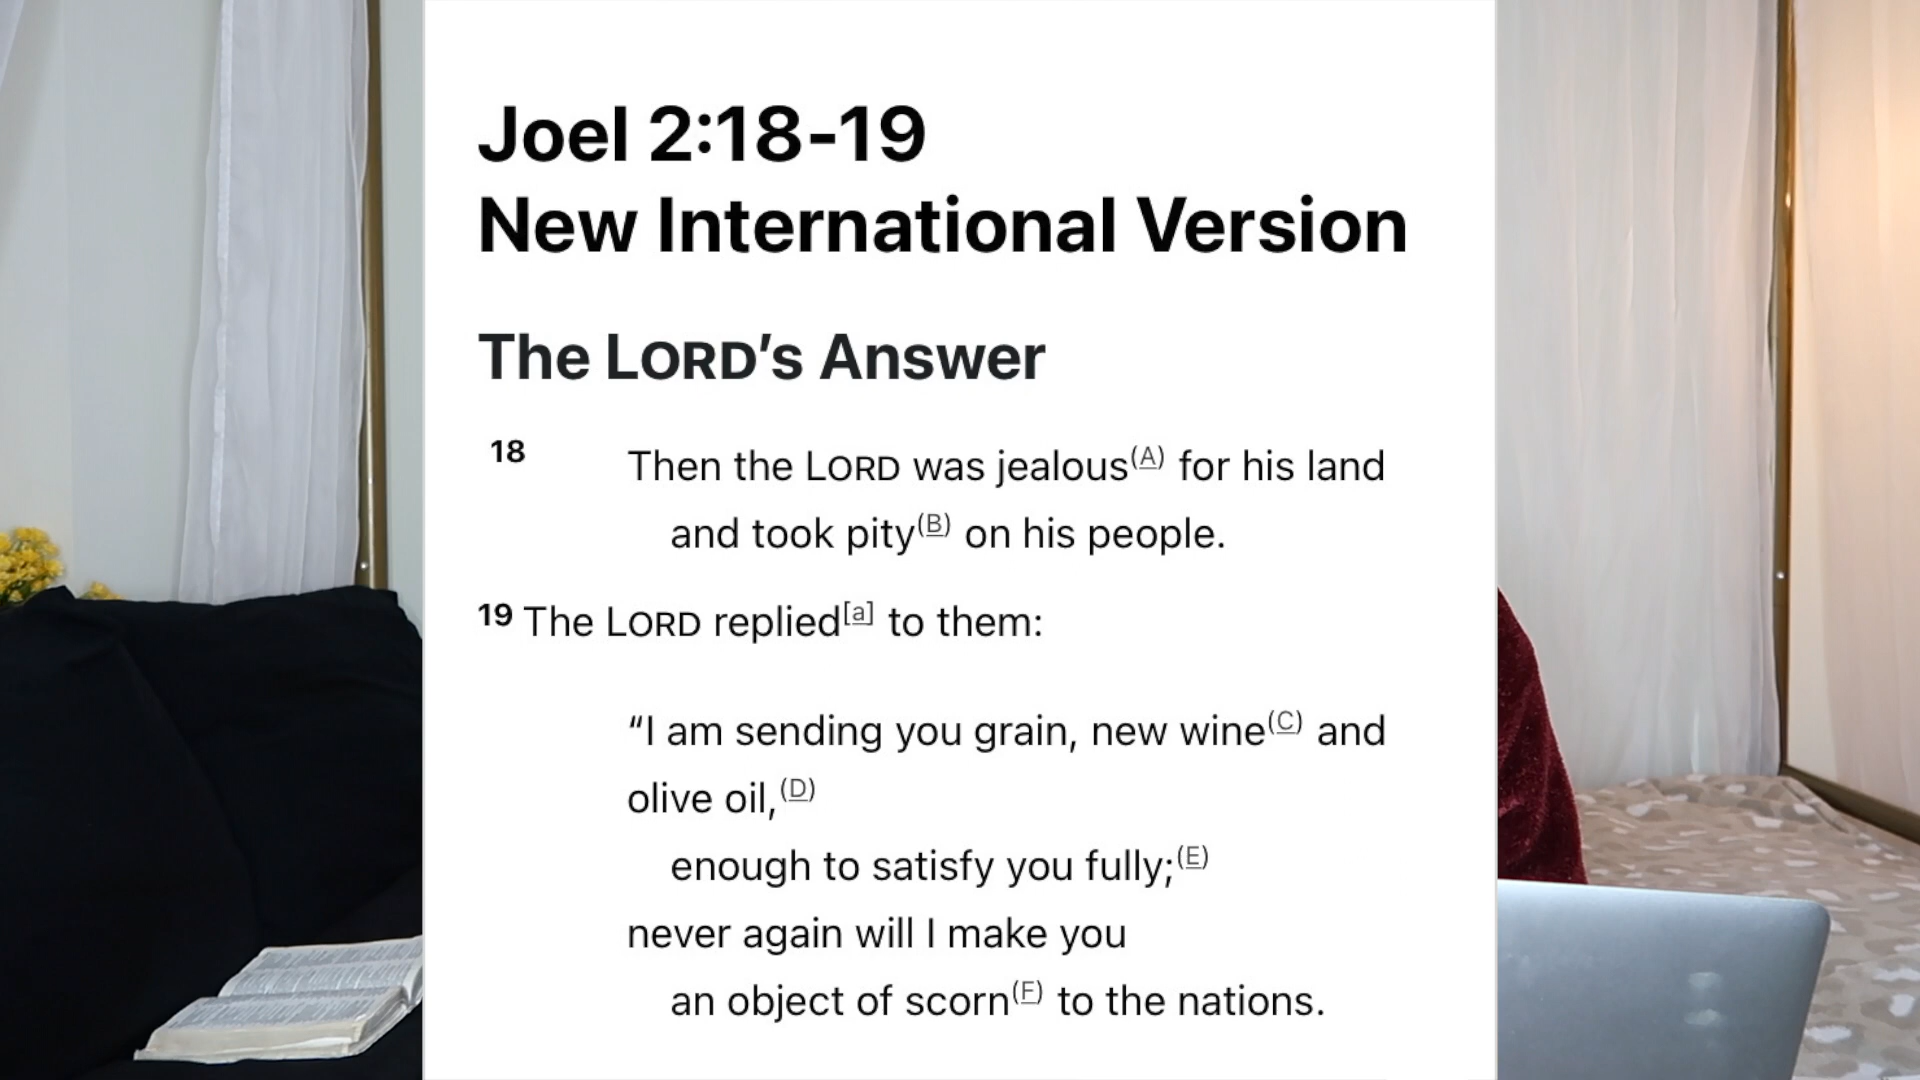 Joel 2:18-19
New International Version
The LORD’s Answer
18 Then the LORD was jealous(A) for his land
and took pity(B) on his people.
19 The LORD replied[a] to them:
“I am sending you grain, new wine(C) and
olive oil,(D)
enough to satisfy you fully;(E)
never again will I make you
an object of scorn(F) to the nations.